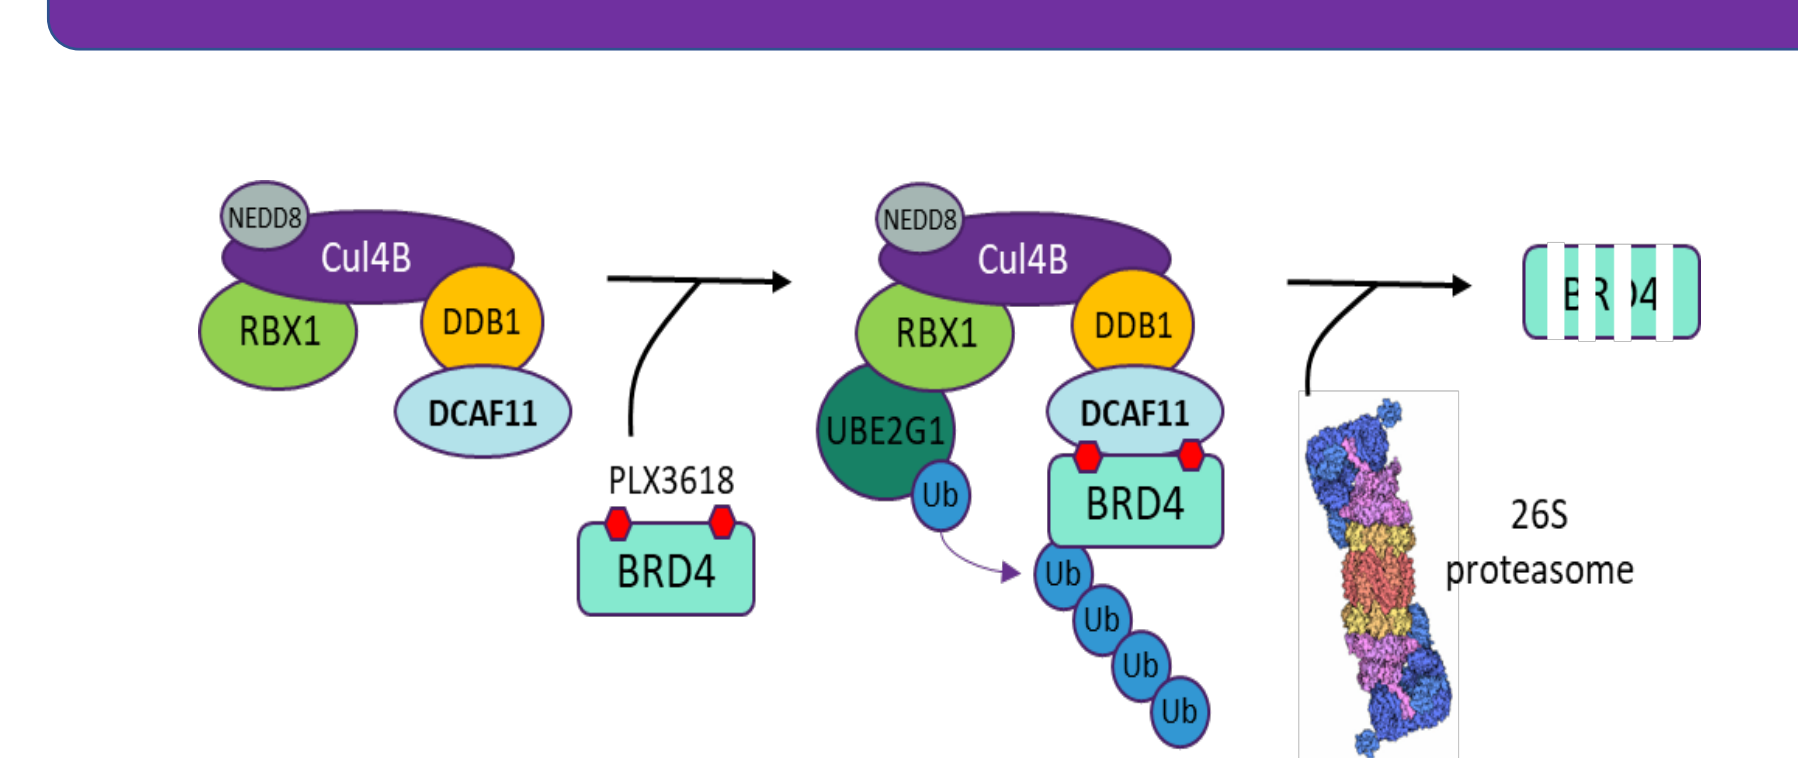 NEDD8
Cul4B
RBX1
DDB1
DCAF11
PLX3618
BRD4
NEDD8
Cul4B
RBX1
DDB1
UBE2G1
DCAF11
Ub
BRD4
Ub
Ub
Ub
Ub
26S
proteasome
BRD4